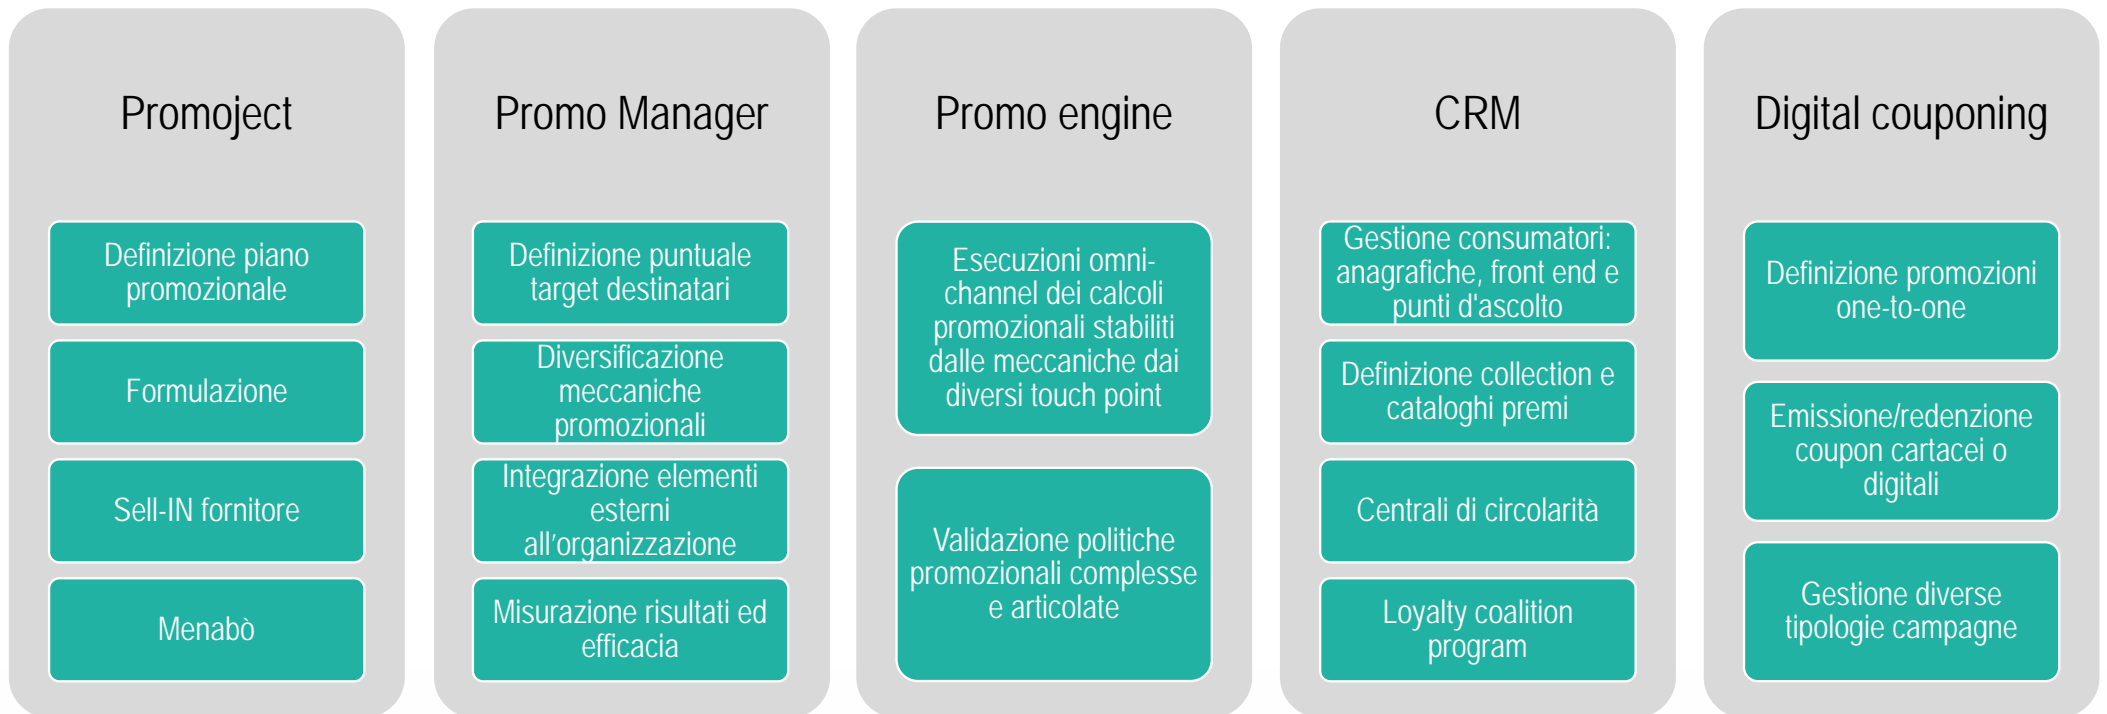 Promoject
Definizione piano
promozionale
Formulazione
Sell-IN fornitore
Menabò
Promo Manager
Definizione puntuale
target destinatari
Diversificazione
meccaniche
promozionali
Integrazione elementi
esterni
all’organizzazione
Misurazione risultati ed
efficacia
Promo engine
Esecuzioni omni-
channel dei calcoli
promozionali stabiliti
dalle meccaniche dai
diversi touch point
Validazione politiche
promozionali complesse
e articolate
CRM
Gestione consumatori:
anagrafiche, front end e
punti d'ascolto
Definizione collection e
cataloghi premi
Centrali di circolarità
Loyalty coalition
program
Digital couponing
Definizione promozioni
one-to-one
Emissione/redenzione
coupon cartacei o
digitali
Gestione diverse
tipologie campagne